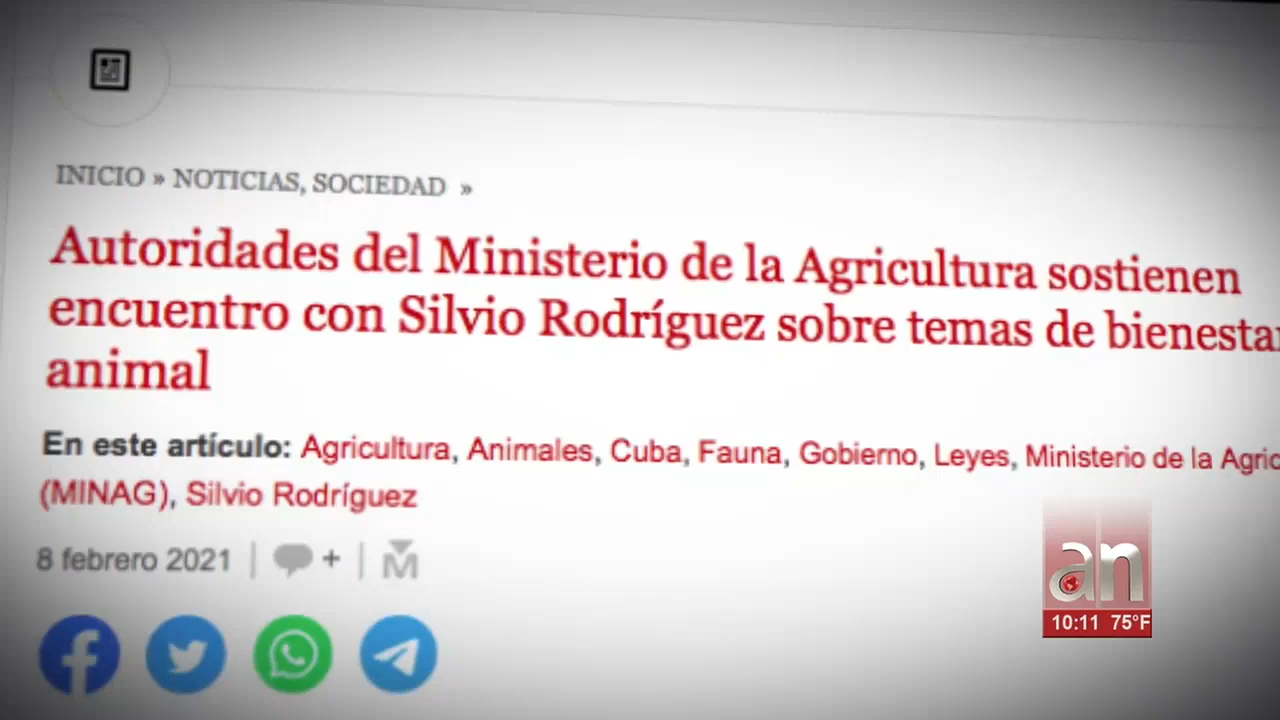 INICIO » NOTICIAS, SOCIEDAD »
Autoridades del Ministerio de la Agricultura sostienen
encuentro con Silvio Rodríguez sobre temas de bienestar
animal
En este artículo: Agricultura, Animales, Cuba, Fauna, Gobierno, Leyes, Ministerio de la Agric
(MINAG), Silvio Rodríguez
8 febrero 2021 | + | M
an
10:11 75°F